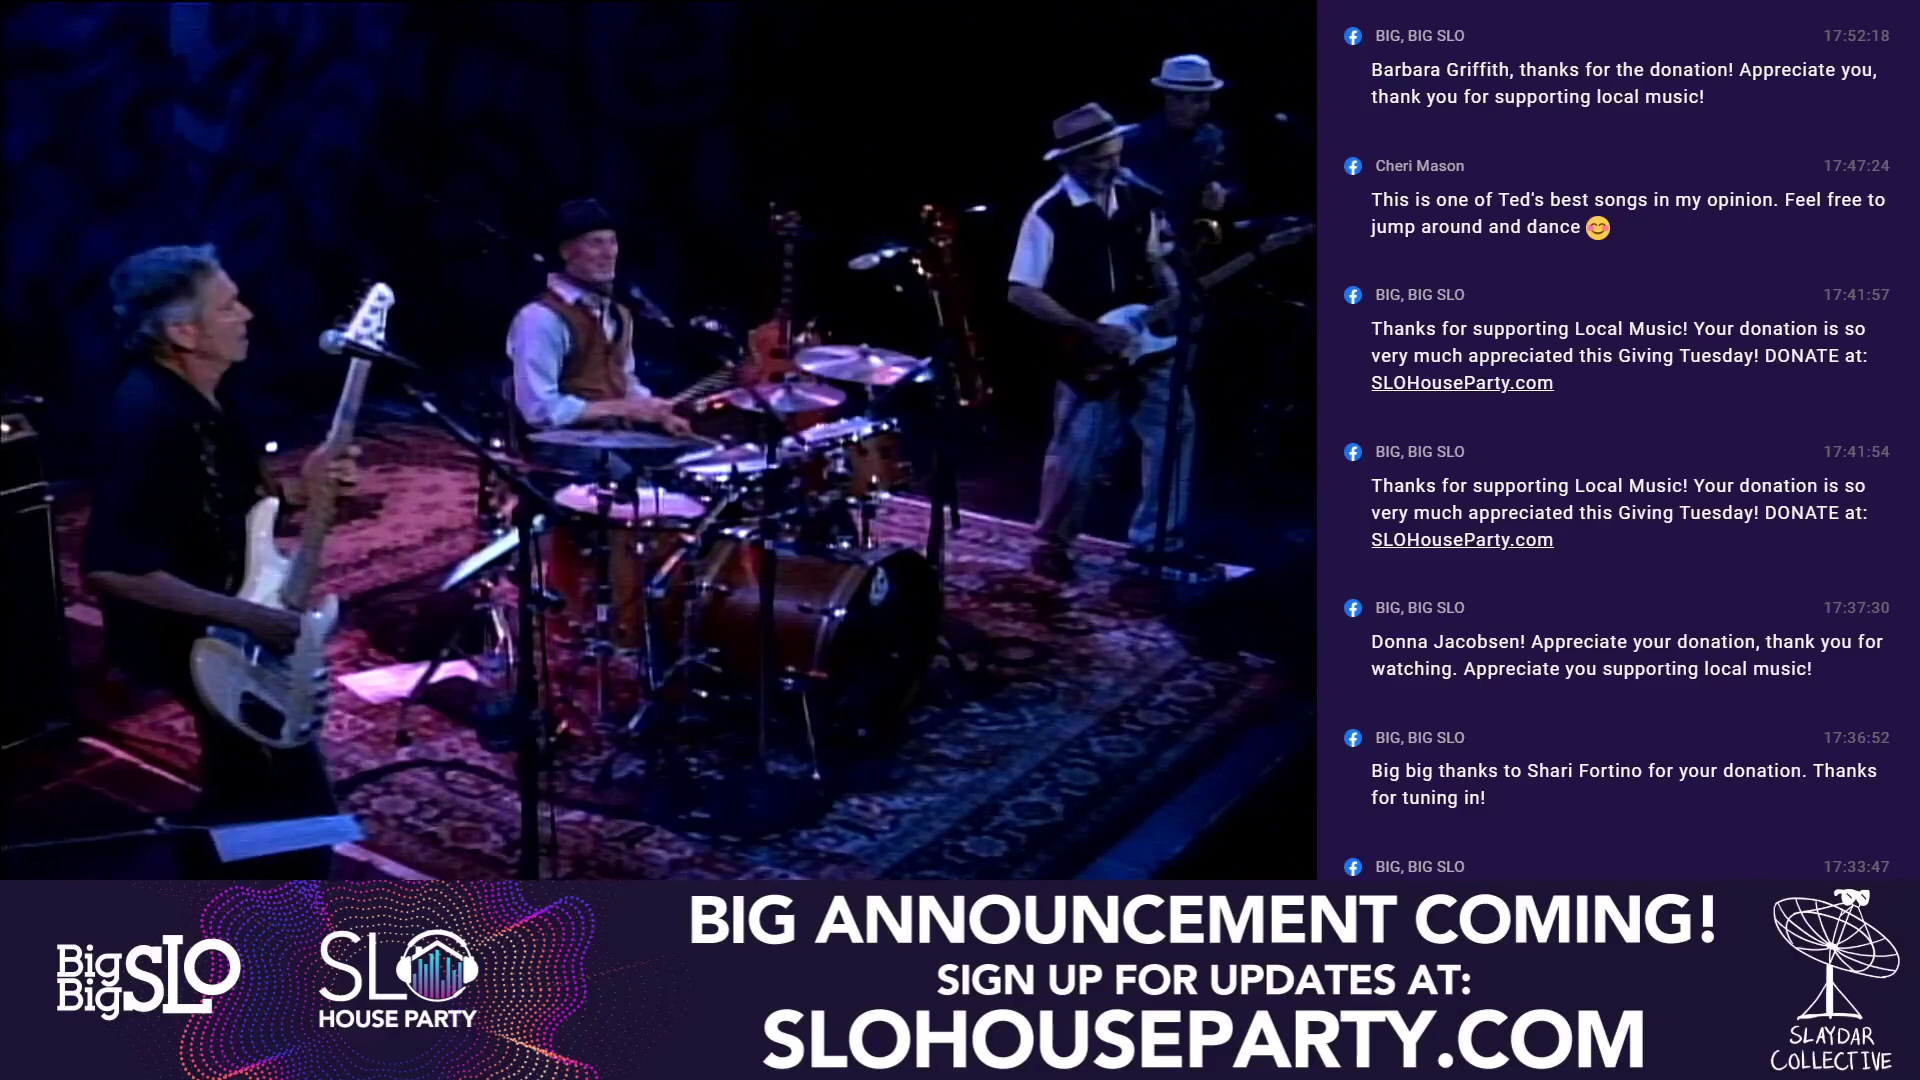 BIG, BIG SLO 17:52:18
Barbara Griffith, thanks for the donation! Appreciate you,
thank you for supporting local music!
Cheri Mason 17:47:24
This is one of Ted's best songs in my opinion. Feel free to
jump around and dance 😊
BIG, BIG SLO 17:41:57
Thanks for supporting Local Music! Your donation is so
very much appreciated this Giving Tuesday! DONATE at:
SLOHouseParty.com
BIG, BIG SLO 17:41:54
Thanks for supporting Local Music! Your donation is so
very much appreciated this Giving Tuesday! DONATE at:
SLOHouseParty.com
BIG, BIG SLO 17:37:30
Donna Jacobsen! Appreciate your donation, thank you for
watching. Appreciate you supporting local music!
BIG, BIG SLO 17:36:52
Big big thanks to Shari Fortino for your donation. Thanks
for tuning in!
BIG, BIG SLO 17:33:47
Big Big SLO
SLO
HOUSE PARTY
BIG ANNOUNCEMENT COMING!
SIGN UP FOR UPDATES AT:
SLOHOUSEPARTY.COM
SLAYDAR
COLLECTIVE